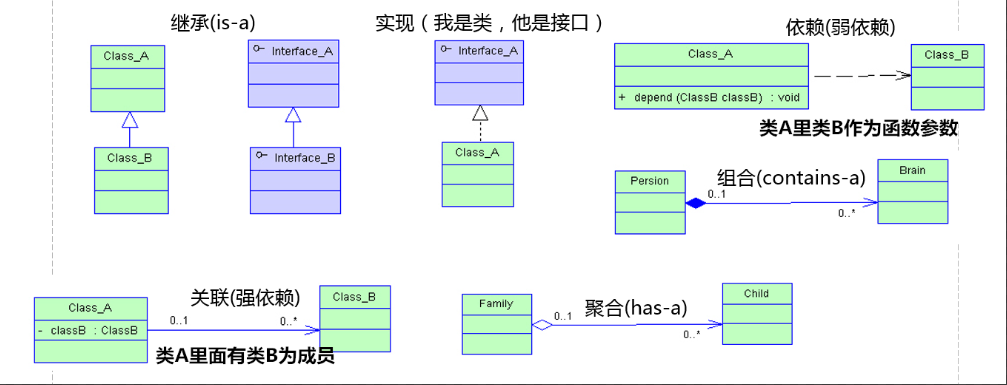 继承(is-a)
Class_A
Class_B
Interface_A
Interface_B
实现（我是类，他是接口）
Interface_A
Class_A
依赖(弱依赖)
Class_A
+ depend (ClassB classB) : void
Class_B
类A里类B作为函数参数
组合(contains-a)
Persion
0..1
0..*
Brain
关联(强依赖)
Class_A
- classB : ClassB
0..1
0..*
Class_B
类A里面有类B为成员
聚合(has-a)
Family
0..1
0..*
Child